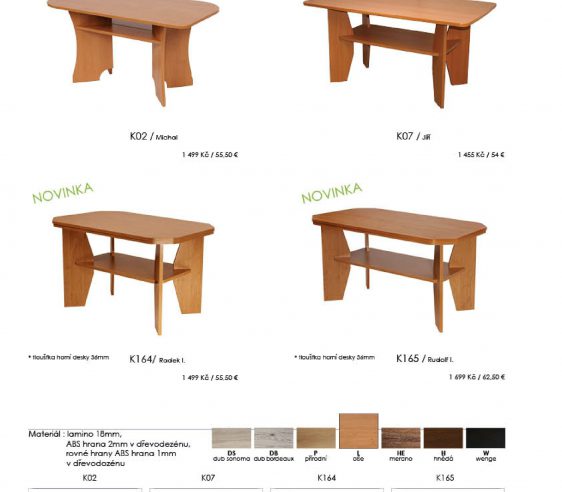 K02 / Michal
K07 / Jiří
1 499 Kč / 55,50 €
1 455 Kč / 54 €
NOVINKA
NOVINKA
* tloušťka horní desky 36mm
K164/ Radek I.
* tloušťka horní desky 36mm
K165 / Rudolf I.
1 499 Kč / 55,50 €
1 699 Kč / 62,50 €
Materiál : lamino 18mm,
ABS hrana 2mm v dřevodezénu,
rovné hrany ABS hrana 1mm
v dřevodozénu
DS DB P L HE H W
dub sonoma dub bordeaux přírodní olše merano hnědá wenge
K02 K07 K164 K165